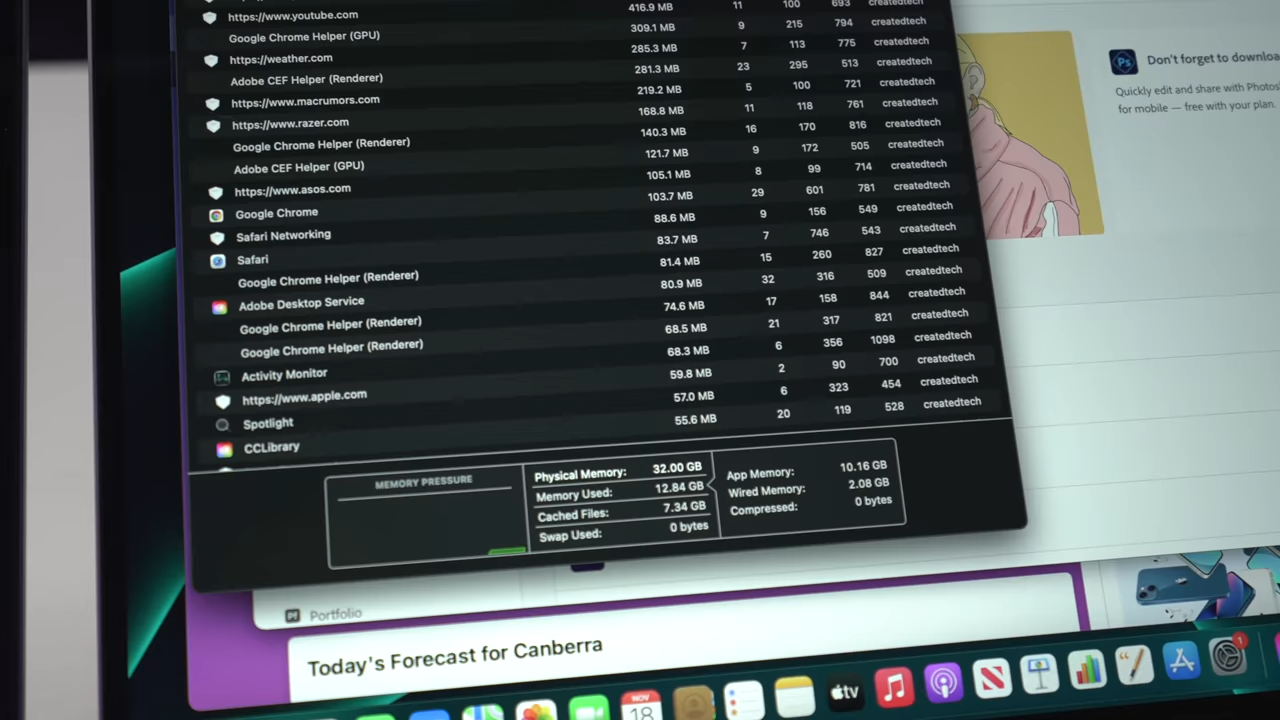 https://www.youtube.com 416.9 MB 11 100 693 createdtech
Google Chrome Helper (GPU) 309.1 MB 9 215 794 createdtech
https://weather.com 285.3 MB 7 113 775 createdtech
Adobe CEF Helper (Renderer) 281.3 MB 23 295 513 createdtech
https://www.macrumors.com 219.2 MB 5 100 721 createdtech
https://www.razer.com 168.8 MB 11 118 761 createdtech
Google Chrome Helper (Renderer) 140.3 MB 16 170 816 createdtech
Adobe CEF Helper (GPU) 121.7 MB 9 172 505 createdtech
https://www.asos.com 105.1 MB 8 99 714 createdtech
Google Chrome 103.7 MB 29 601 781 createdtech
Safari Networking 88.6 MB 9 156 549 createdtech
Safari 83.7 MB 7 746 543 createdtech
Google Chrome Helper (Renderer) 81.4 MB 15 260 827 createdtech
Adobe Desktop Service 80.9 MB 32 316 509 createdtech
Google Chrome Helper (Renderer) 74.6 MB 17 158 844 createdtech
Google Chrome Helper (Renderer) 68.5 MB 21 317 821 createdtech
Activity Monitor 68.3 MB 6 356 1098 createdtech
https://www.apple.com 59.8 MB 2 90 700 createdtech
Spotlight 57.0 MB 6 323 454 createdtech
CCLibrary 55.6 MB 20 119 528 createdtech
MEMORY PRESSURE
Physical Memory: 32.00 GB
Memory Used: 12.84 GB
Cached Files: 7.34 GB
Swap Used: 0 bytes
App Memory: 10.16 GB
Wired Memory: 2.08 GB
Compressed: 0 bytes
Ps
Don't forget to downloa
Quickly edit and share with Photos
for mobile — free with your plan.
Pf Portfolio
Today's Forecast for Canberra
NOV
18
tv
1